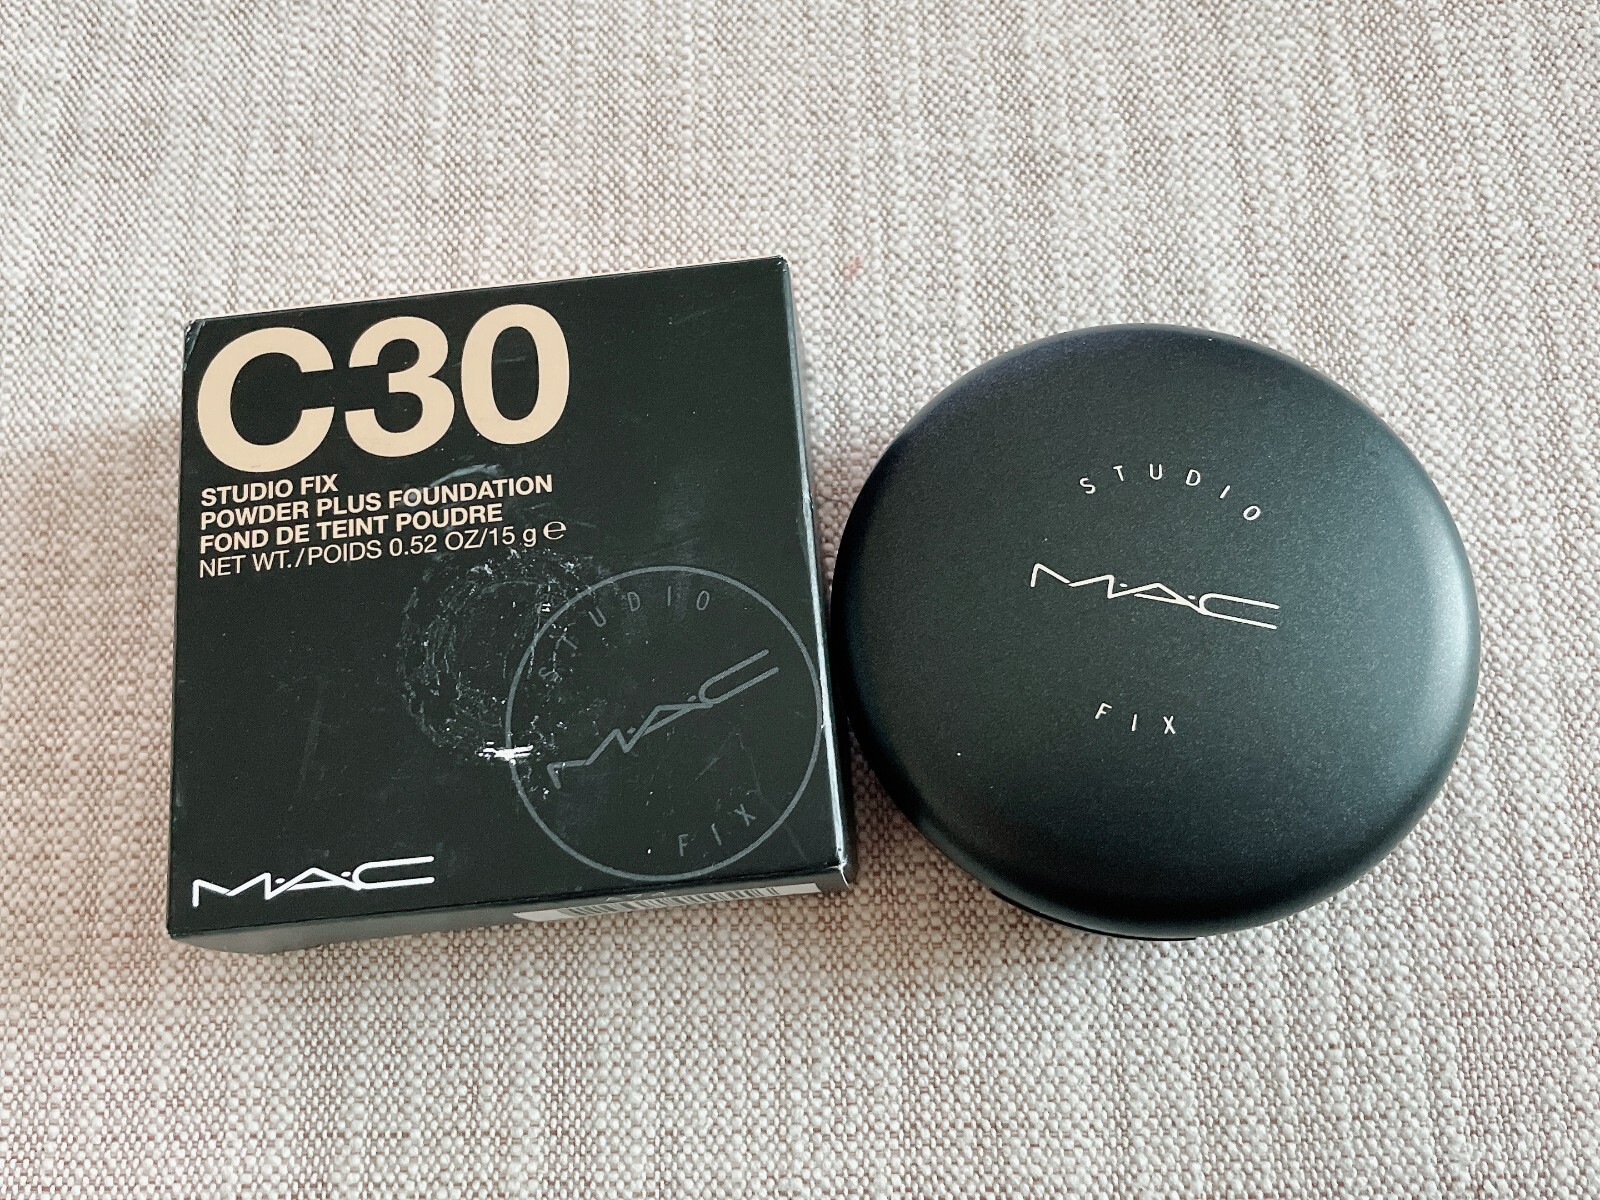 C30
STUDIO FIX
POWDER PLUS FOUNDATION
FOND DE TEINT POUDRE
NET WT./POIDS 0.52 OZ/15 g ℮
STUDIO
M·A·C
FIX
M·A·C
STUDIO
M·A·C
FIX